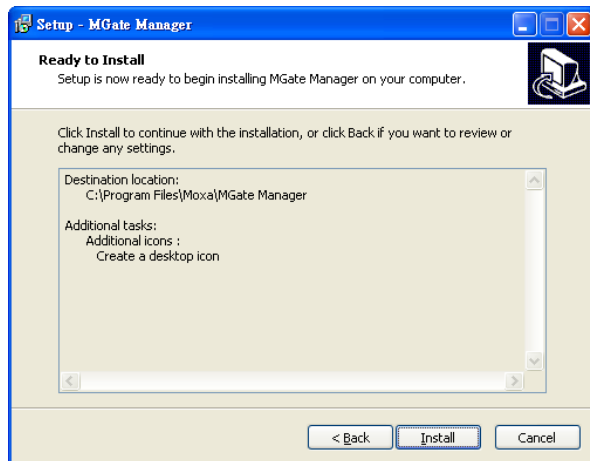 Setup - MGate Manager
Ready to Install
Setup is now ready to begin installing MGate Manager on your computer.
Click Install to continue with the installation, or click Back if you want to review or
change any settings.
Destination location:
C:\Program Files\Moxa\MGate Manager
Additional tasks:
Additional icons :
Create a desktop icon
< Back
Install
Cancel